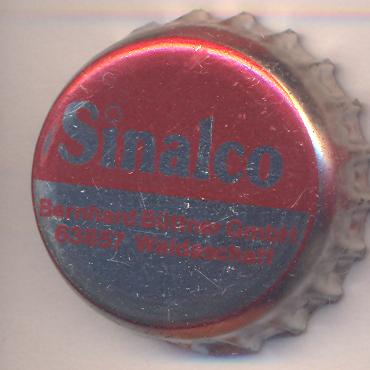 Sinalco
Bernhard Büttner GmbH
63857 Waldaschaff